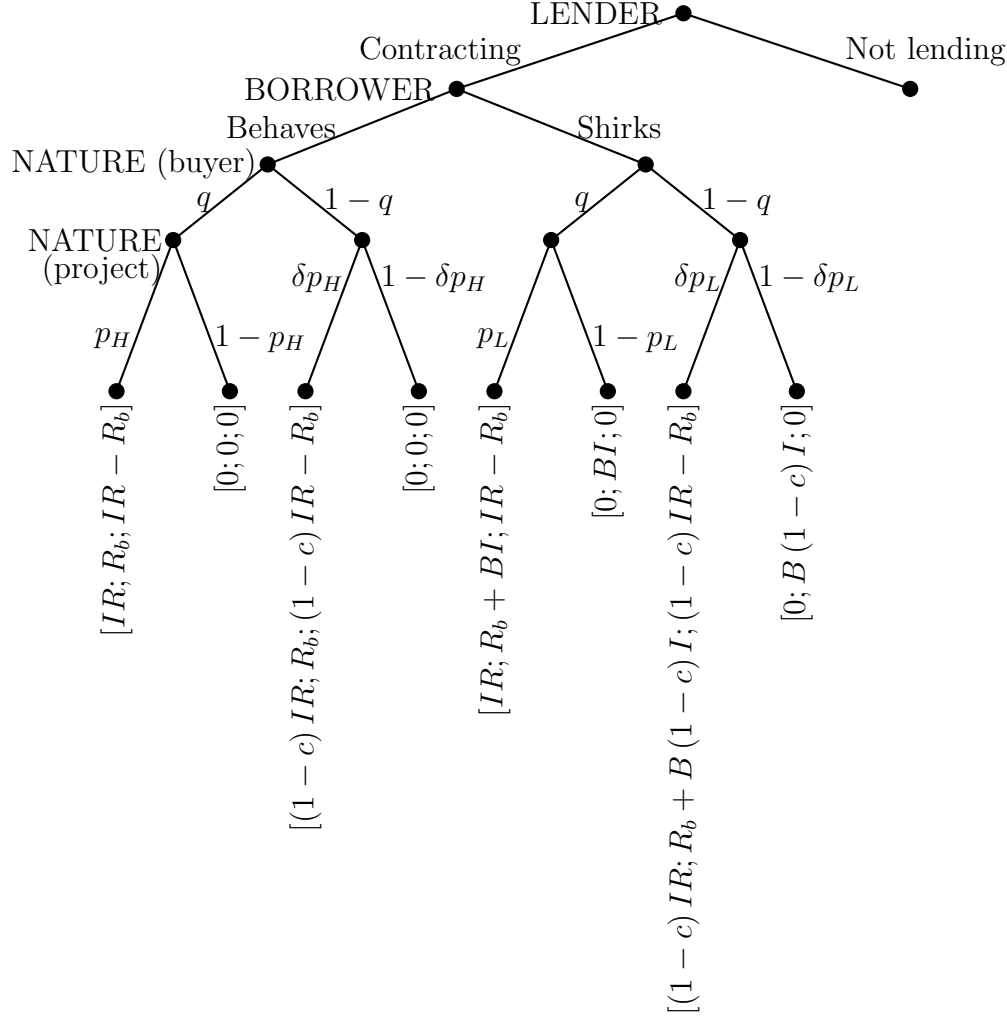 LENDER
Contracting
Not lending
BORROWER
Behaves
Shirks
NATURE (buyer)
q
1 − q
q
1 − q
NATURE
(project)
δp_H
1 − δp_H
δp_L
1 − δp_L
p_H
1 − p_H
p_L
1 − p_L
[IR; R_b; IR − R_b]
[0; 0; 0]
[(1 − c) IR; R_b; (1 − c) IR − R_b]
[0; 0; 0]
[IR; R_b + BI; IR − R_b]
[0; BI; 0]
[(1 − c) IR; R_b + B (1 − c) I; (1 − c) IR − R_b]
[0; B (1 − c) I; 0]